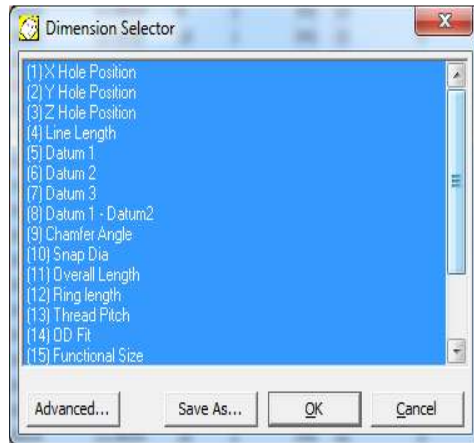 Dimension Selector
(1) X Hole Position
(2) Y Hole Position
(3) Z Hole Position
(4) Line Length
(5) Datum 1
(6) Datum 2
(7) Datum 3
(8) Datum 1 - Datum2
(9) Chamfer Angle
(10) Snap Dia
(11) Overall Length
(12) Ring length
(13) Thread Pitch
(14) OD Fit
(15) Functional Size
Advanced... Save As... OK Cancel